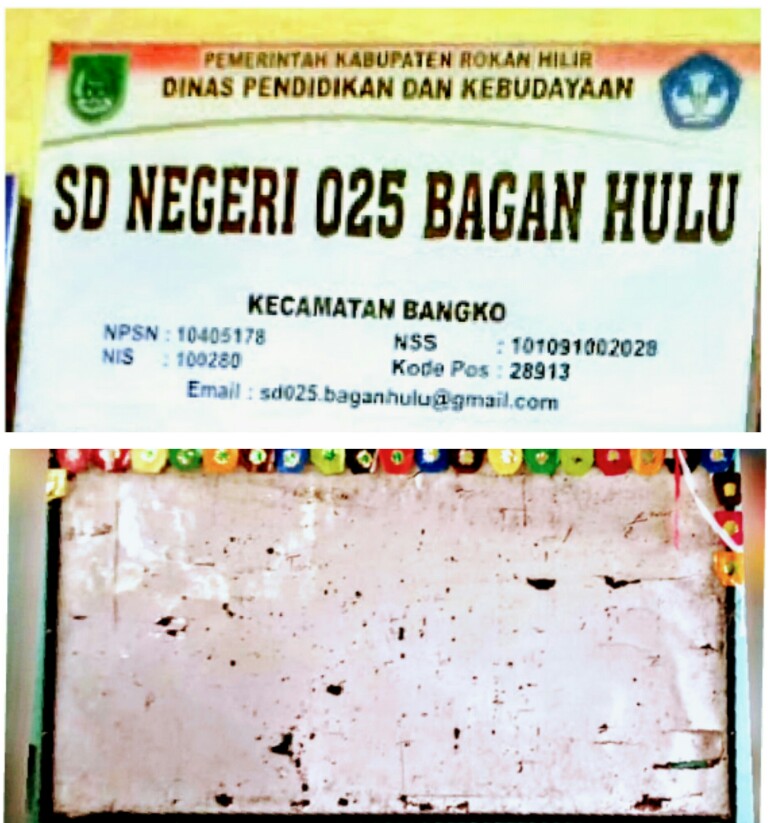 PEMERINTAH KABUPATEN ROKAN HILIR
DINAS PENDIDIKAN DAN KEBUDAYAAN
SD NEGERI 025 BAGAN HULU
KECAMATAN BANGKO
NPSN : 10405178 NSS : 101091002028
NIS : 100280 Kode Pos : 28913
Email : sd025.baganhulu@gmail.com